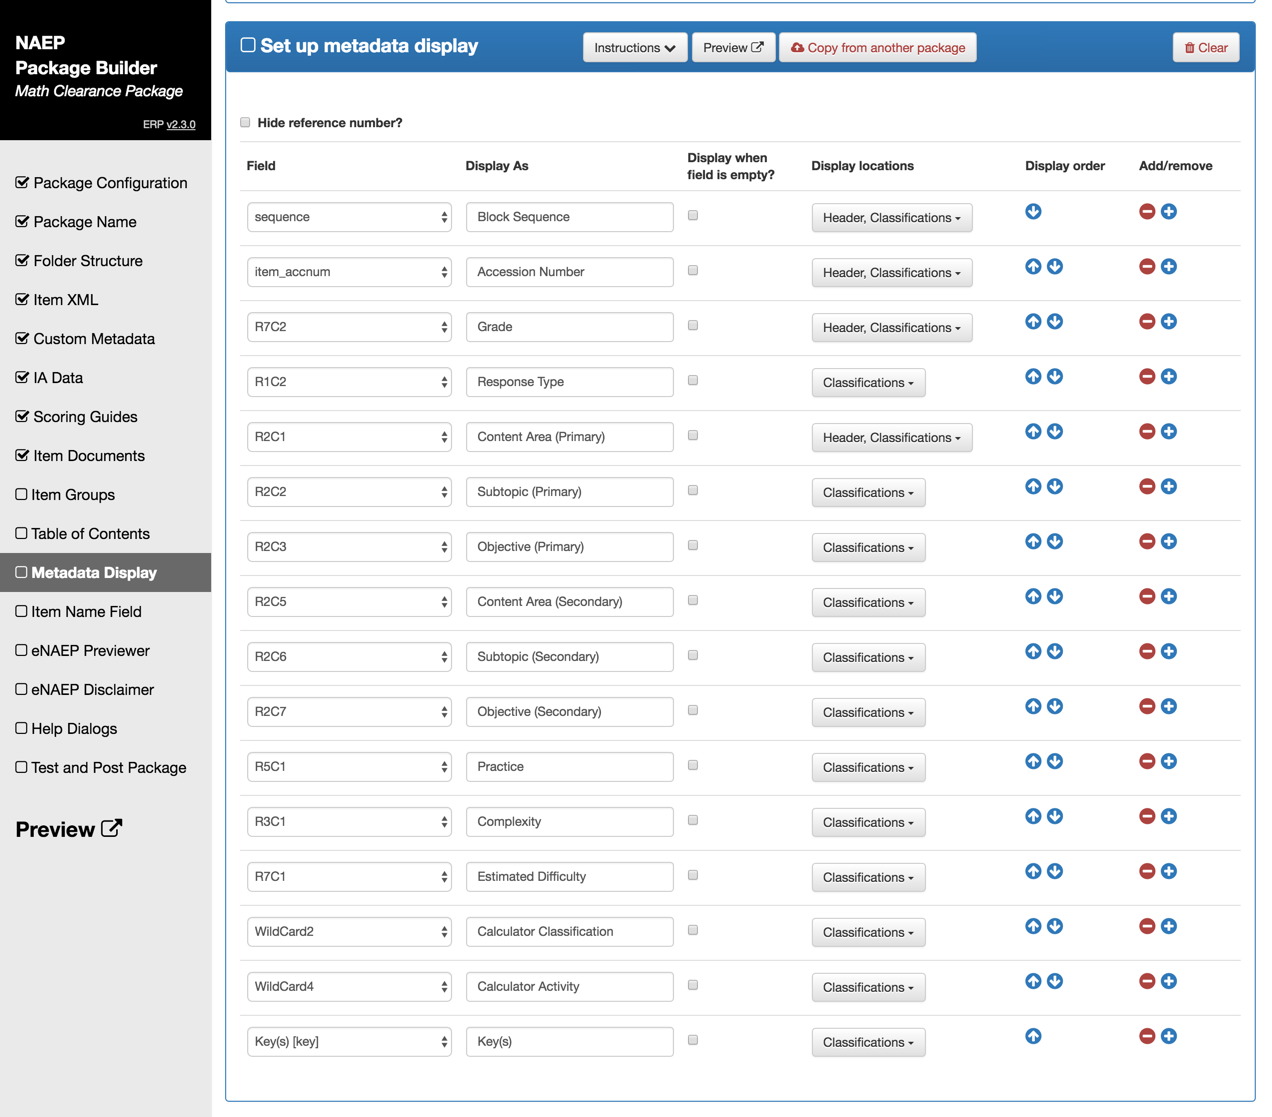 NAEP
Package Builder
Math Clearance Package
ERP v2.3.0
Package Configuration
Package Name
Folder Structure
Item XML
Custom Metadata
IA Data
Scoring Guides
Item Documents
Item Groups
Table of Contents
Metadata Display
Item Name Field
eNAEP Previewer
eNAEP Disclaimer
Help Dialogs
Test and Post Package
Preview
Set up metadata display Instructions Preview Copy from another package Clear
Hide reference number?
Field Display As Display when field is empty? Display locations Display order Add/remove
sequence Block Sequence Header, Classifications
item_accnum Accession Number Header, Classifications
R7C2 Grade Header, Classifications
R1C2 Response Type Classifications
R2C1 Content Area (Primary) Header, Classifications
R2C2 Subtopic (Primary) Classifications
R2C3 Objective (Primary) Classifications
R2C5 Content Area (Secondary) Classifications
R2C6 Subtopic (Secondary) Classifications
R2C7 Objective (Secondary) Classifications
R5C1 Practice Classifications
R3C1 Complexity Classifications
R7C1 Estimated Difficulty Classifications
WildCard2 Calculator Classification Classifications
WildCard4 Calculator Activity Classifications
Key(s) [key] Key(s) Classifications